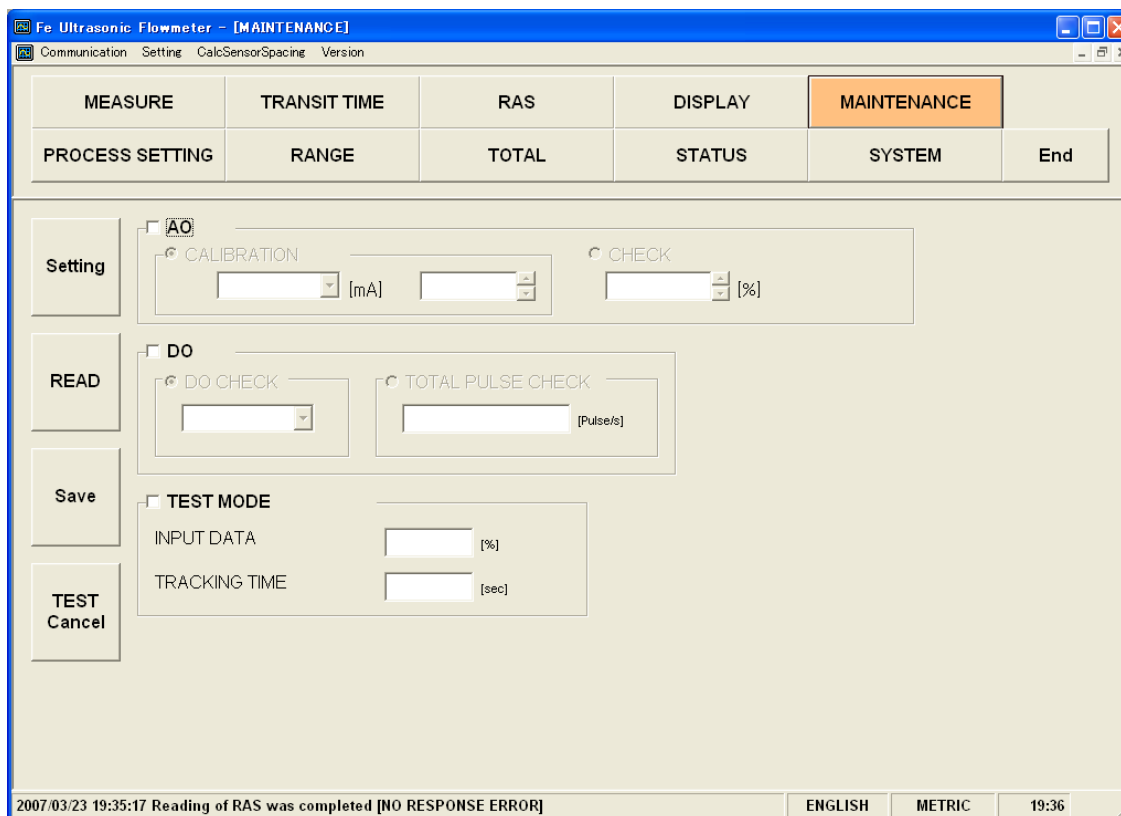 Fe Ultrasonic Flowmeter - [MAINTENANCE]
Communication Setting CalcSensorSpacing Version
MEASURE TRANSIT TIME RAS DISPLAY MAINTENANCE
PROCESS SETTING RANGE TOTAL STATUS SYSTEM End
Setting
READ
Save
TEST
Cancel
AO
CALIBRATION CHECK
[mA] [%]
DO
DO CHECK TOTAL PULSE CHECK
[Pulse/s]
TEST MODE
INPUT DATA [%]
TRACKING TIME [sec]
2007/03/23 19:35:17 Reading of RAS was completed [NO RESPONSE ERROR] ENGLISH METRIC 19:36